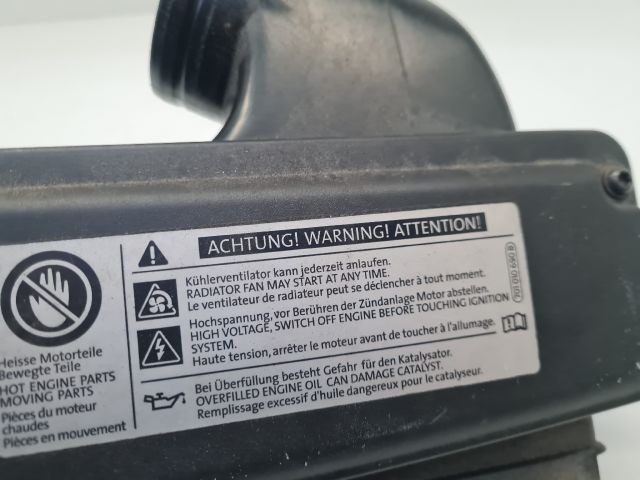 ACHTUNG! WARNING! ATTENTION!
Kühlerventilator kann jederzeit anlaufen.
RADIATOR FAN MAY START AT ANY TIME.
Le ventilateur de radiateur peut se déclencher à tout moment.
Hochspannung, vor Berühren der Zündanlage Motor abstellen.
HIGH VOLTAGE, SWITCH OFF ENGINE BEFORE TOUCHING IGNITION
SYSTEM.
Haute tension, arrêter le moteur avant de toucher à l'allumage.
Bei Überfüllung besteht Gefahr für den Katalysator.
OVERFILLED ENGINE OIL CAN DAMAGE CATALYST.
Remplissage excessif d'huile dangereux pour le catalyseur.
Heisse Motorteile
Bewegte Teile
HOT ENGINE PARTS
MOVING PARTS
Pièces du moteur
chaudes
Pièces en mouvement